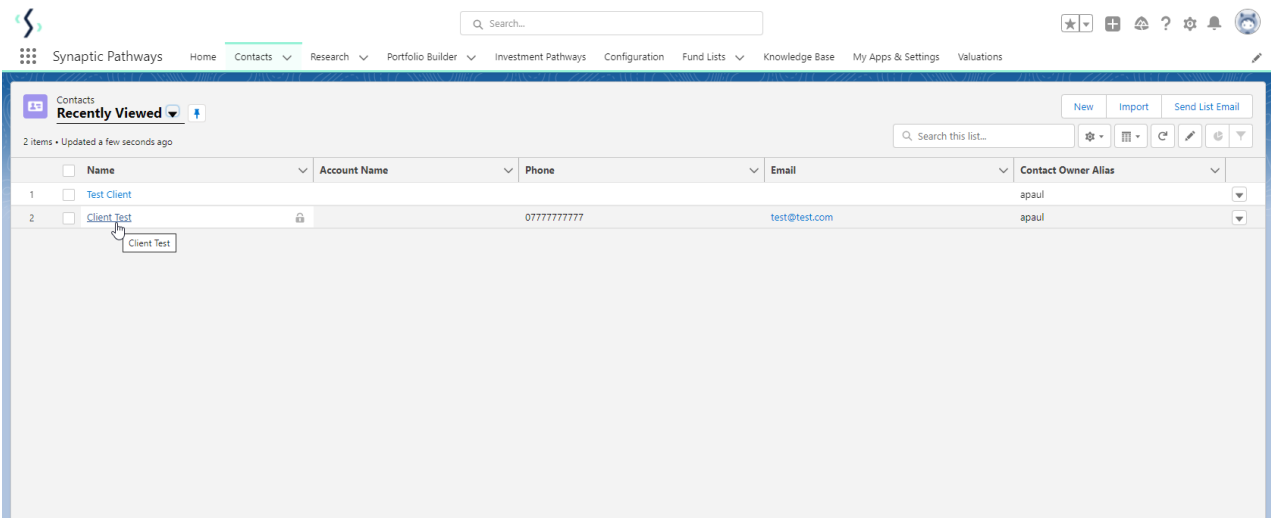 Search...
Synaptic Pathways Home Contacts Research Portfolio Builder Investment Pathways Configuration Fund Lists Knowledge Base My Apps & Settings Valuations
Contacts
Recently Viewed
New Import Send List Email
2 items • Updated a few seconds ago
Search this list...
Name Account Name Phone Email Contact Owner Alias
1 Test Client apaul
2 Client Test 07777777777 test@test.com apaul
Client Test